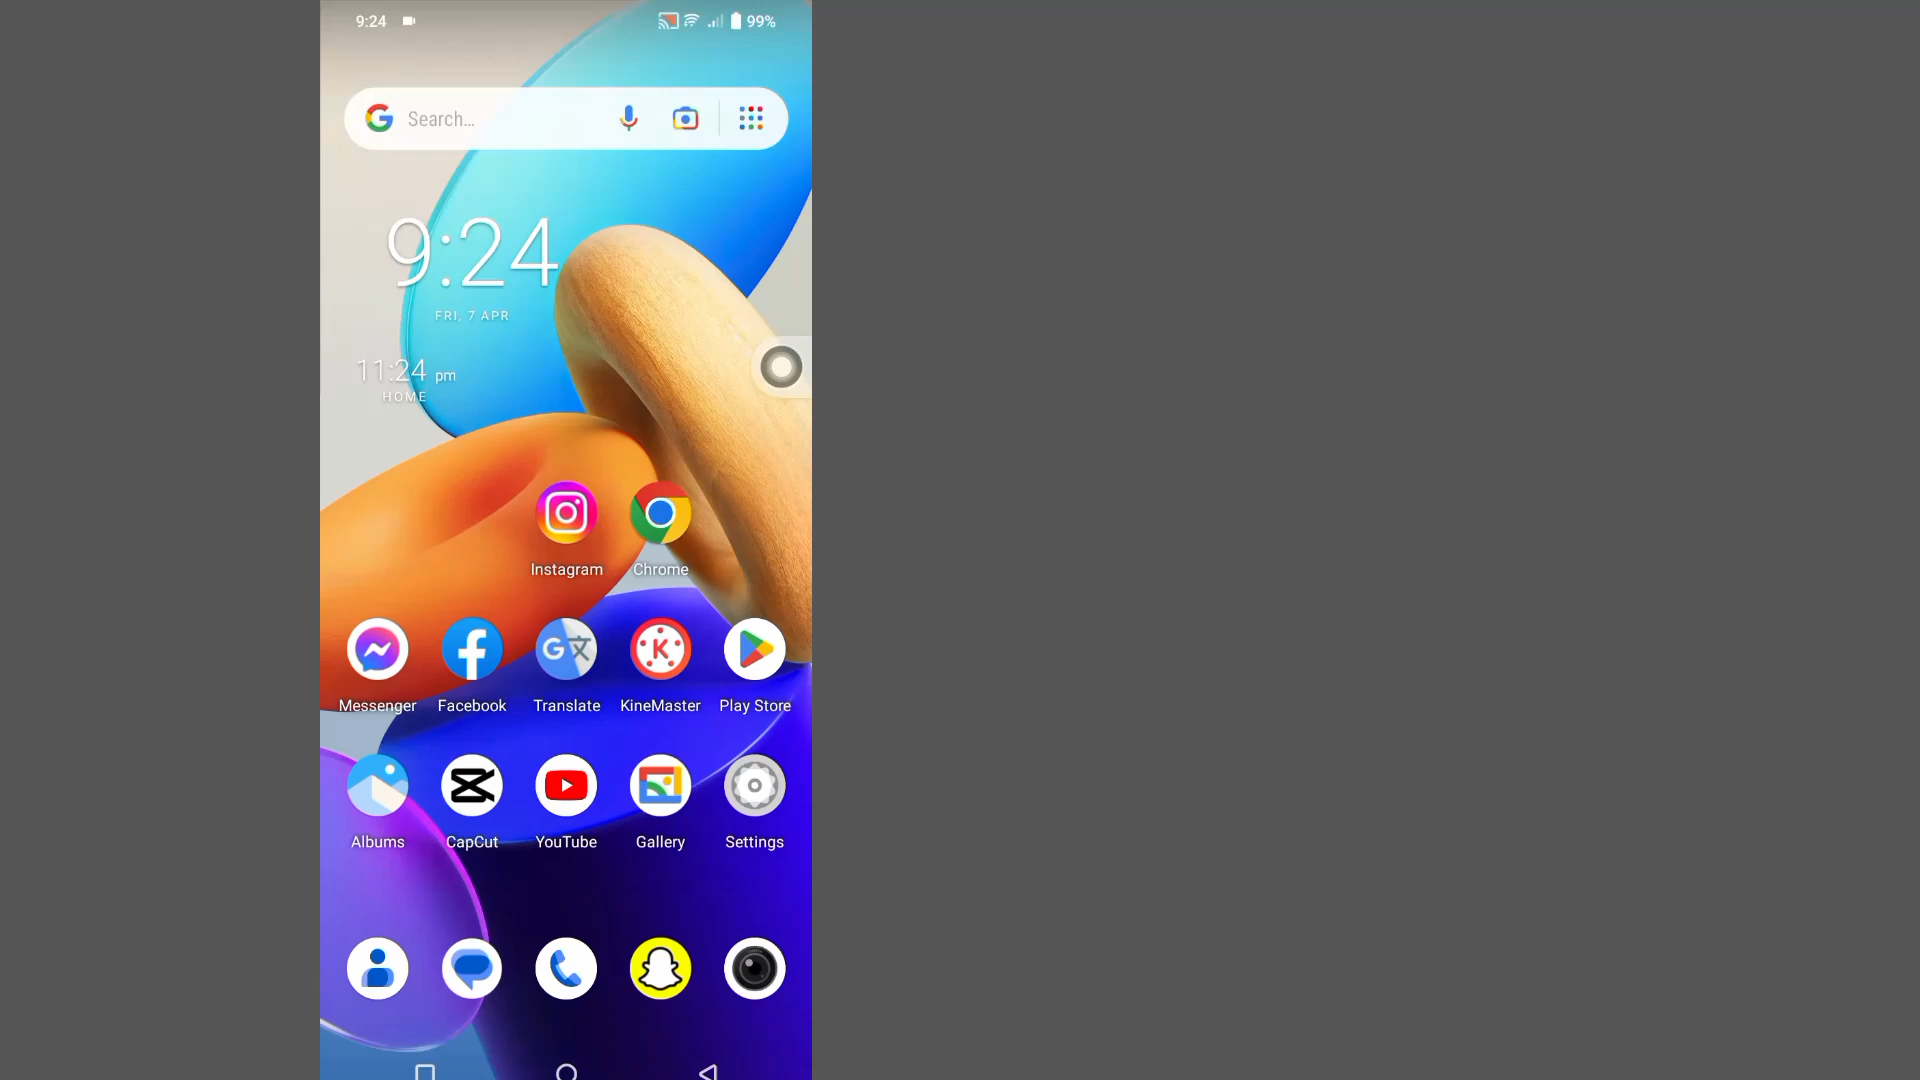 9:24 99%
Search...
9:24
FRI, 7 APR
11:24 pm
HOME
Instagram Chrome
Messenger Facebook Translate KineMaster Play Store
Albums CapCut YouTube Gallery Settings